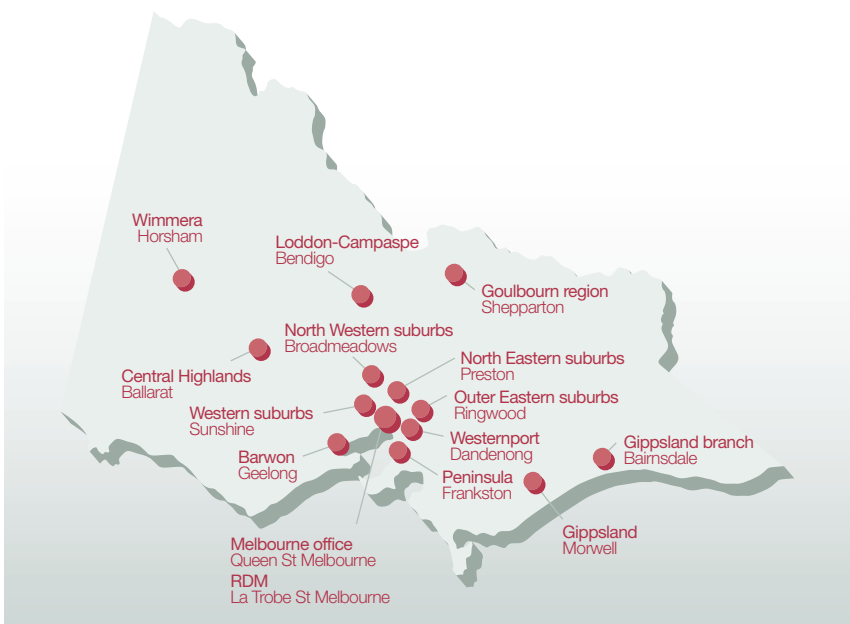 Wimmera
Horsham
Loddon-Campaspe
Bendigo
Goulbourn region
Shepparton
North Western suburbs
Broadmeadows
North Eastern suburbs
Preston
Central Highlands
Ballarat
Outer Eastern suburbs
Ringwood
Western suburbs
Sunshine
Westernport
Dandenong
Gippsland branch
Bairnsdale
Barwon
Geelong
Peninsula
Frankston
Gippsland
Morwell
Melbourne office
Queen St Melbourne
RDM
La Trobe St Melbourne